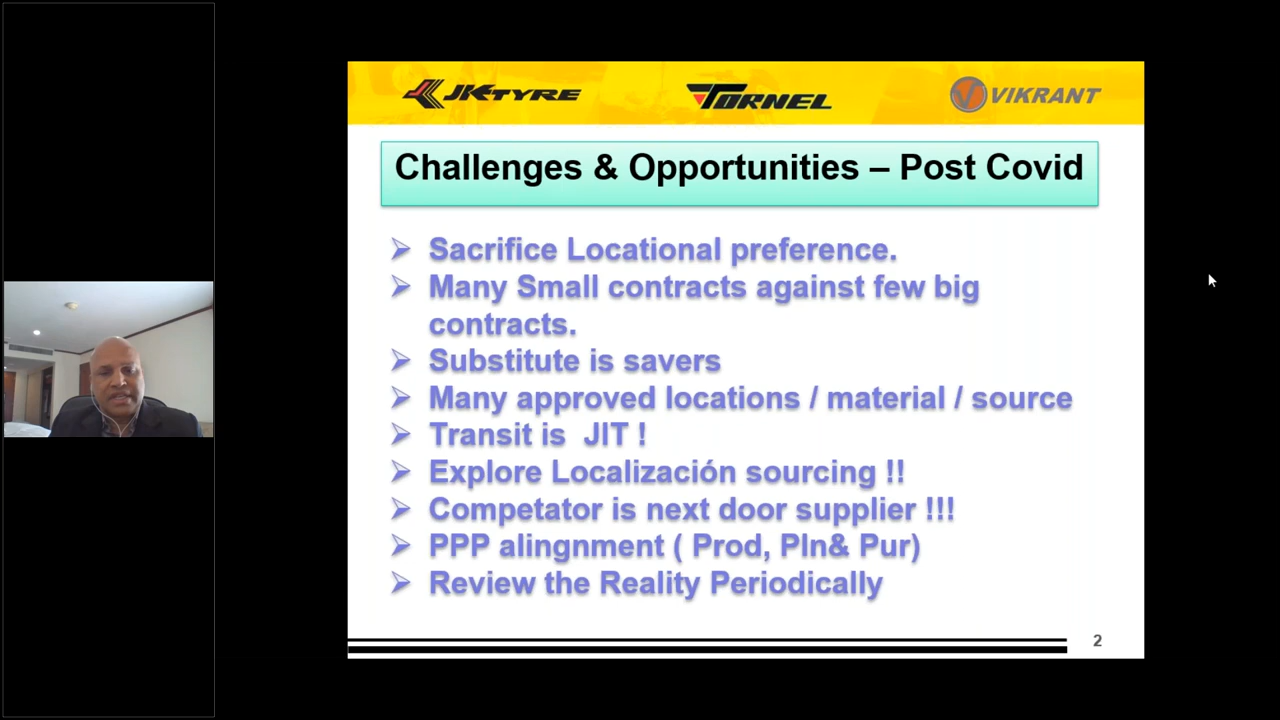 JKTYRE TORNEL VIKRANT
Challenges & Opportunities – Post Covid
Sacrifice Locational preference.
Many Small contracts against few big
contracts.
Substitute is savers
Many approved locations / material / source
Transit is JIT !
Explore Localización sourcing !!
Competator is next door supplier !!!
PPP alingnment ( Prod, Pln& Pur)
Review the Reality Periodically
2